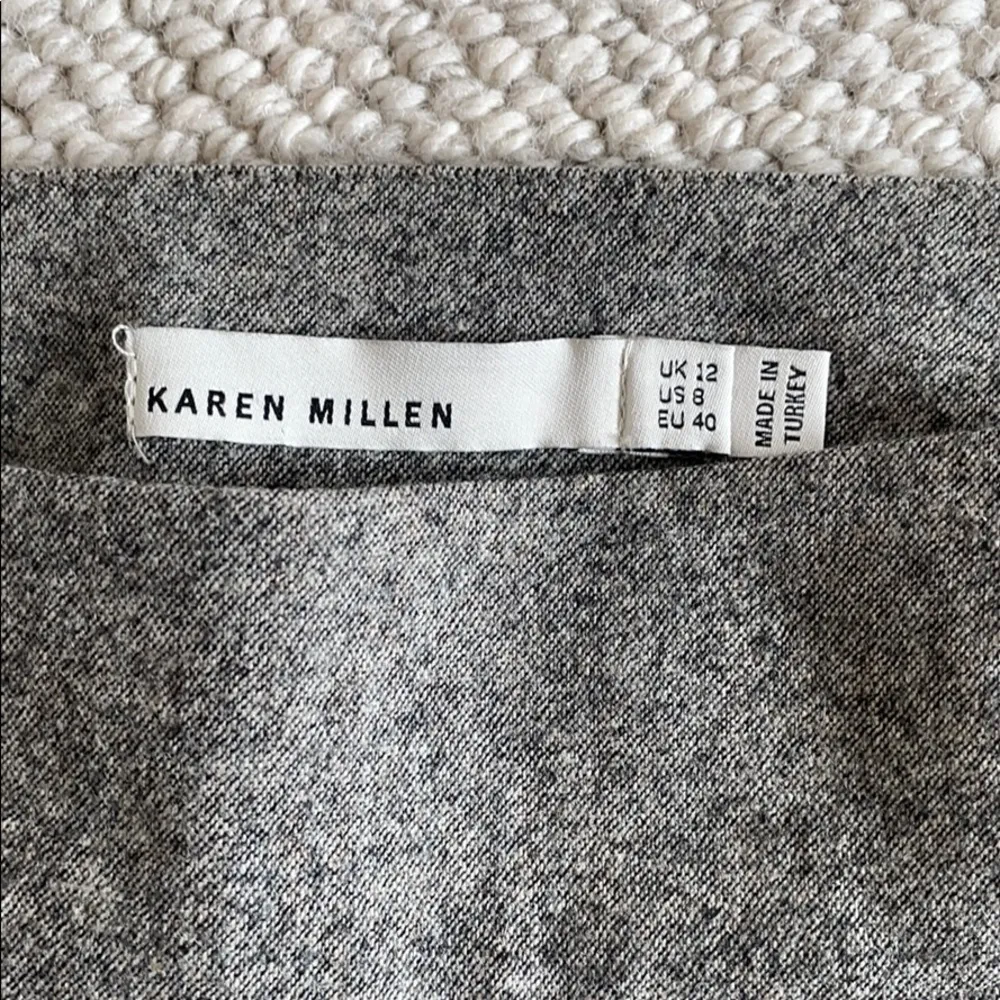 KAREN MILLEN
UK 12
US 8
EU 40
MADE IN
TURKEY